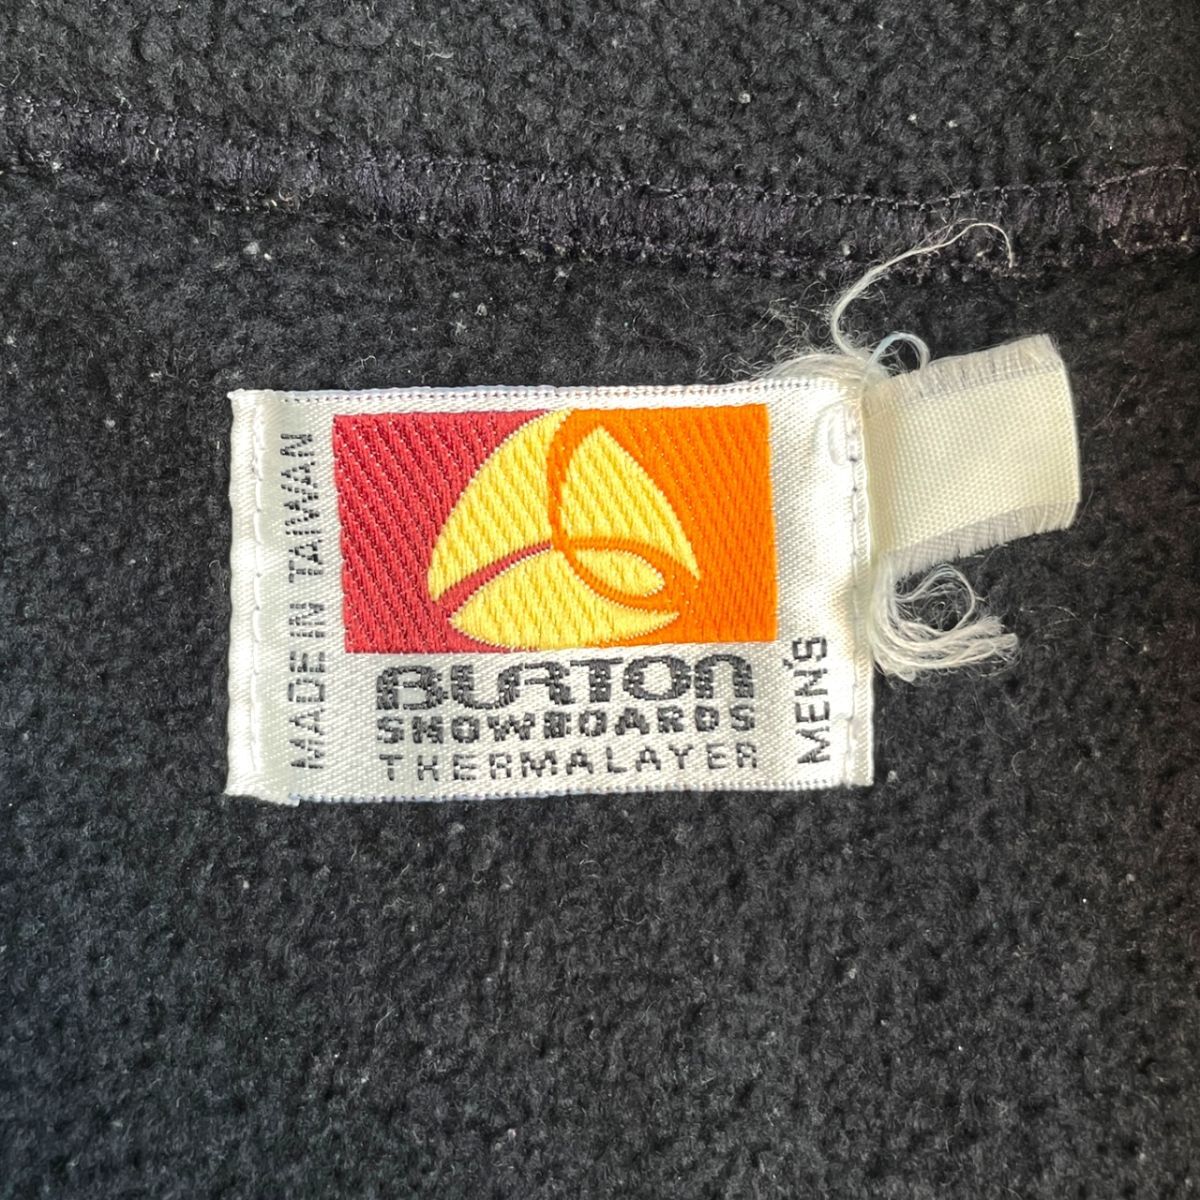 MADE IN TAIWAN
BURTON
SNOWBOARDS
THERMALAYER
MEN'S